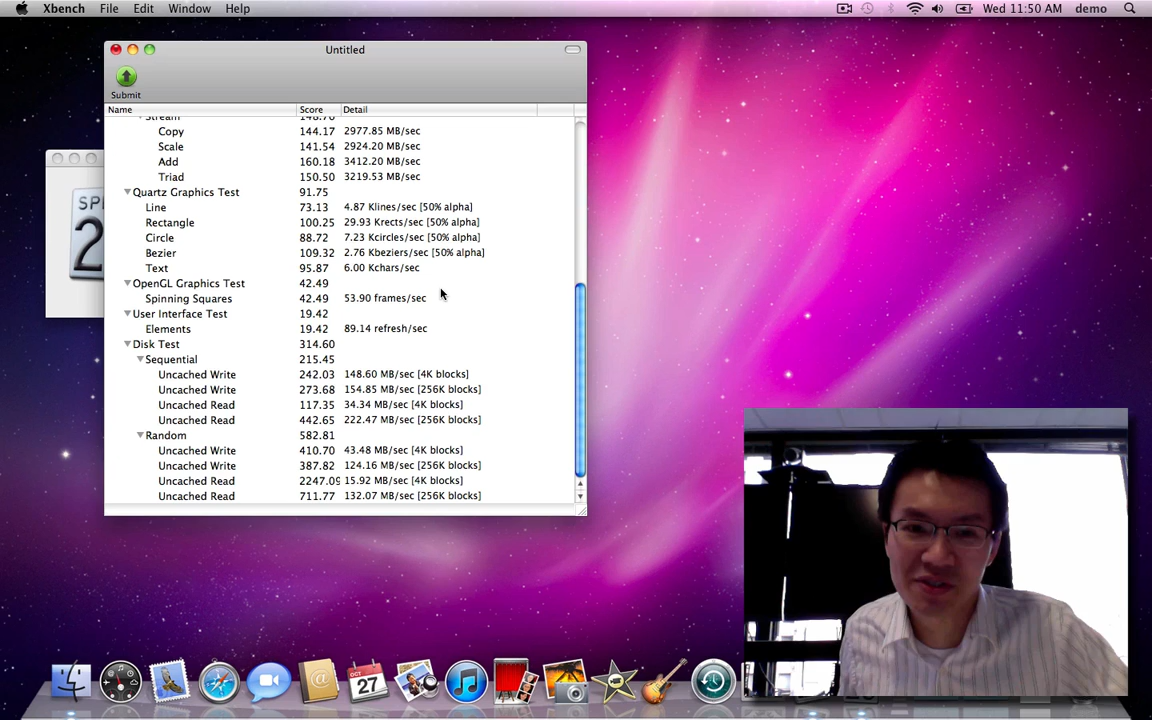 Xbench File Edit Window Help Wed 11:50 AM demo
Untitled
Submit
Name Score Detail
Stream 148.70
Copy 144.17 2977.85 MB/sec
Scale 141.54 2924.20 MB/sec
Add 160.18 3412.20 MB/sec
Triad 150.50 3219.53 MB/sec
Quartz Graphics Test 91.75
Line 73.13 4.87 Klines/sec [50% alpha]
Rectangle 100.25 29.93 Krects/sec [50% alpha]
Circle 88.72 7.23 Kcircles/sec [50% alpha]
Bezier 109.32 2.76 Kbeziers/sec [50% alpha]
Text 95.87 6.00 Kchars/sec
OpenGL Graphics Test 42.49
Spinning Squares 42.49 53.90 frames/sec
User Interface Test 19.42
Elements 19.42 89.14 refresh/sec
Disk Test 314.60
Sequential 215.45
Uncached Write 242.03 148.60 MB/sec [4K blocks]
Uncached Write 273.68 154.85 MB/sec [256K blocks]
Uncached Read 117.35 34.34 MB/sec [4K blocks]
Uncached Read 442.65 222.47 MB/sec [256K blocks]
Random 582.81
Uncached Write 410.70 43.48 MB/sec [4K blocks]
Uncached Write 387.82 124.16 MB/sec [256K blocks]
Uncached Read 2247.09 15.92 MB/sec [4K blocks]
Uncached Read 711.77 132.07 MB/sec [256K blocks]
SPE
2
OCT
27